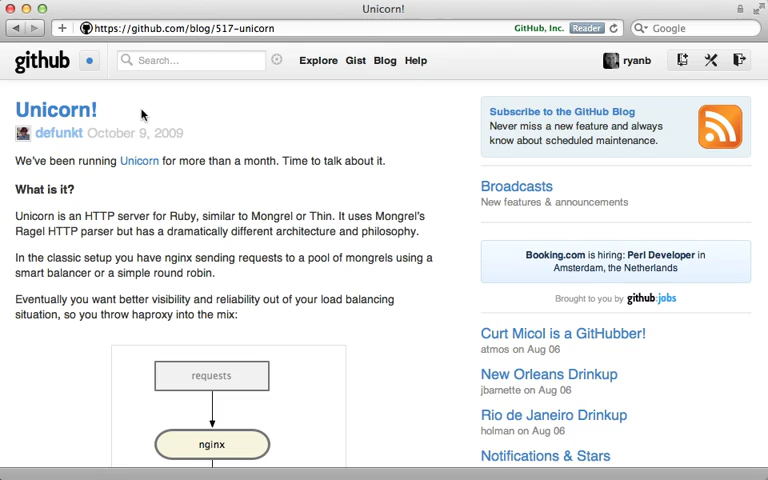 Unicorn!
https://github.com/blog/517-unicorn
GitHub, Inc.
Reader
Google
github
Search...
Explore Gist Blog Help
ryanb
Unicorn!
defunkt October 9, 2009
We've been running Unicorn for more than a month. Time to talk about it.
What is it?
Unicorn is an HTTP server for Ruby, similar to Mongrel or Thin. It uses Mongrel's
Ragel HTTP parser but has a dramatically different architecture and philosophy.
In the classic setup you have nginx sending requests to a pool of mongrels using a
smart balancer or a simple round robin.
Eventually you want better visibility and reliability out of your load balancing
situation, so you throw haproxy into the mix:
requests
nginx
Subscribe to the GitHub Blog
Never miss a new feature and always
know about scheduled maintenance.
Broadcasts
New features & announcements
Booking.com is hiring: Perl Developer in
Amsterdam, the Netherlands
Brought to you by github:jobs
Curt Micol is a GitHubber!
atmos on Aug 06
New Orleans Drinkup
jbarnette on Aug 06
Rio de Janeiro Drinkup
holman on Aug 06
Notifications & Stars